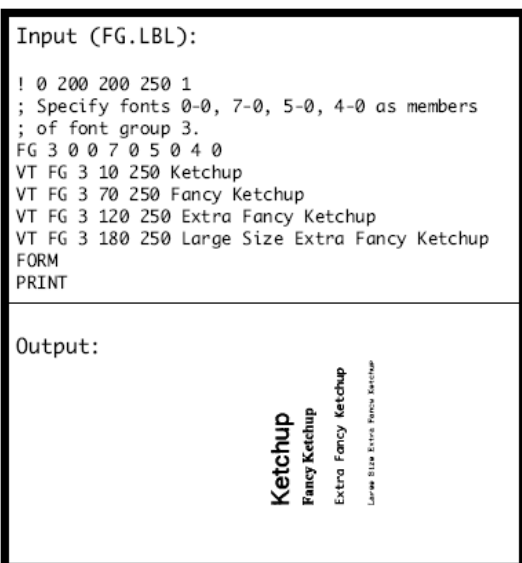 Input (FG.LBL):
! 0 200 200 250 1
; Specify fonts 0-0, 7-0, 5-0, 4-0 as members
; of font group 3.
FG 3 0 0 7 0 5 0 4 0
VT FG 3 10 250 Ketchup
VT FG 3 70 250 Fancy Ketchup
VT FG 3 120 250 Extra Fancy Ketchup
VT FG 3 180 250 Large Size Extra Fancy Ketchup
FORM
PRINT
Output:
Ketchup
Fancy Ketchup
Extra Fancy Ketchup
Large Size Extra Fancy Ketchup